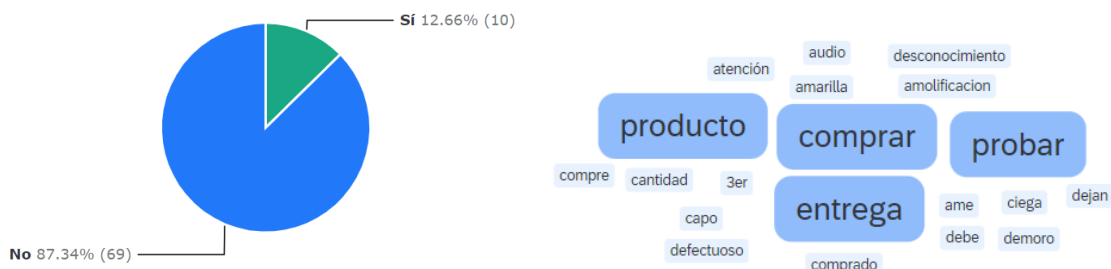 Sí 12.66% (10)
No 87.34% (69)
audio
desconocimiento
atención
amarilla
amolificacion
producto
comprar
probar
compre
cantidad
3er
entrega
ame
ciega
dejan
capo
debe
demoro
defectuoso
comprado